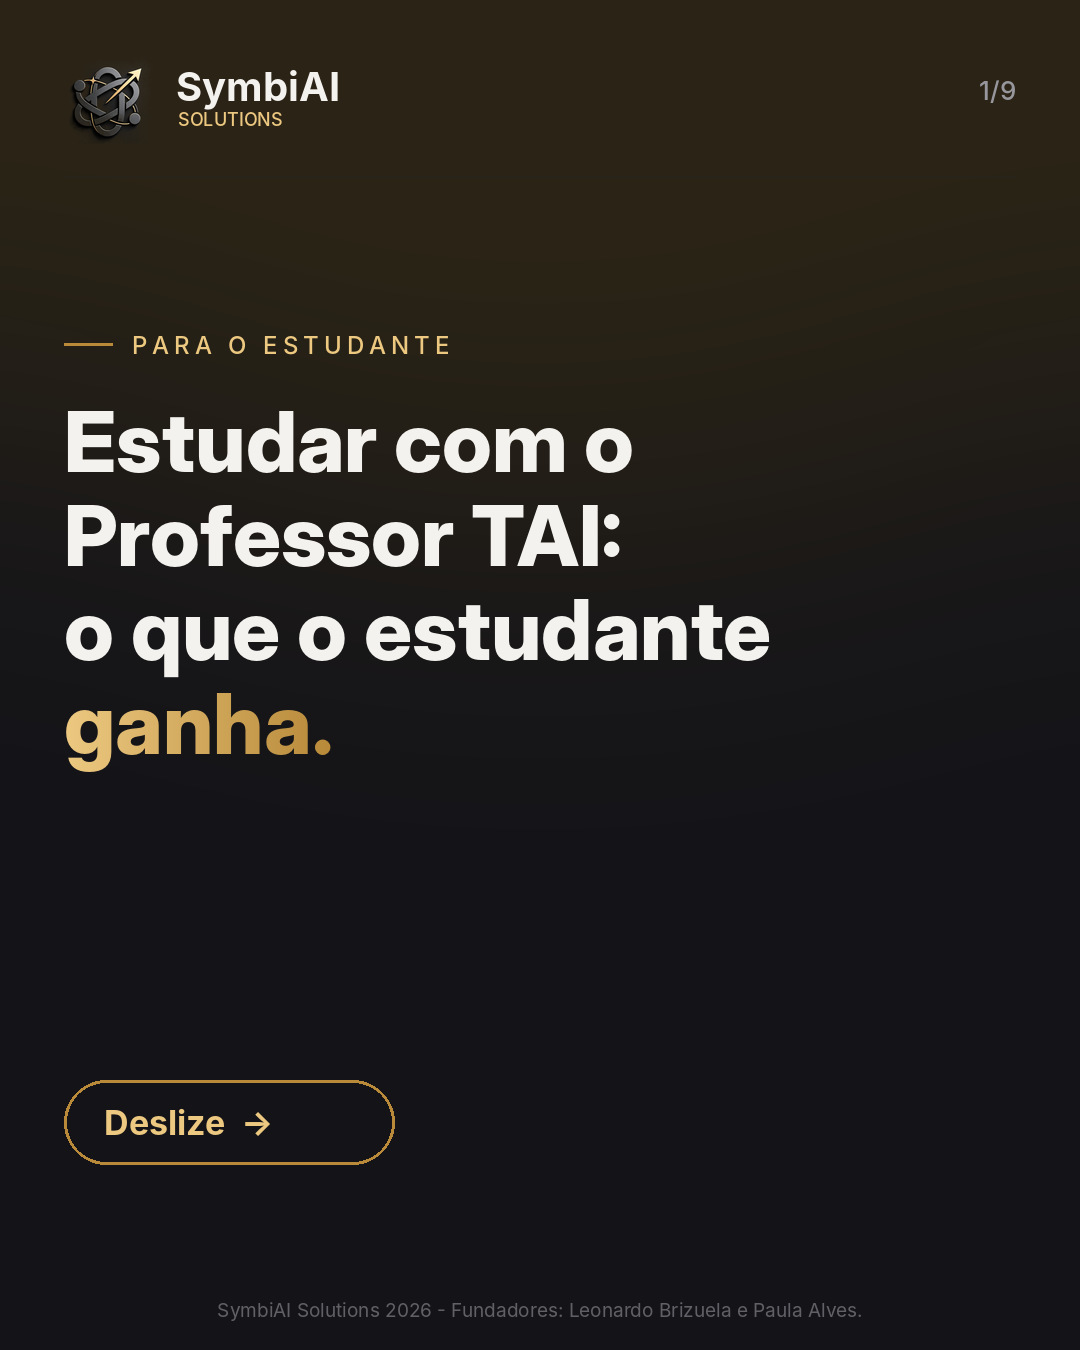 SymbiAI
SOLUTIONS
1/9
PARA O ESTUDANTE
Estudar com o
Professor TAI:
o que o estudante
ganha.
Deslize →
SymbiAI Solutions 2026 - Fundadores: Leonardo Brizuela e Paula Alves.